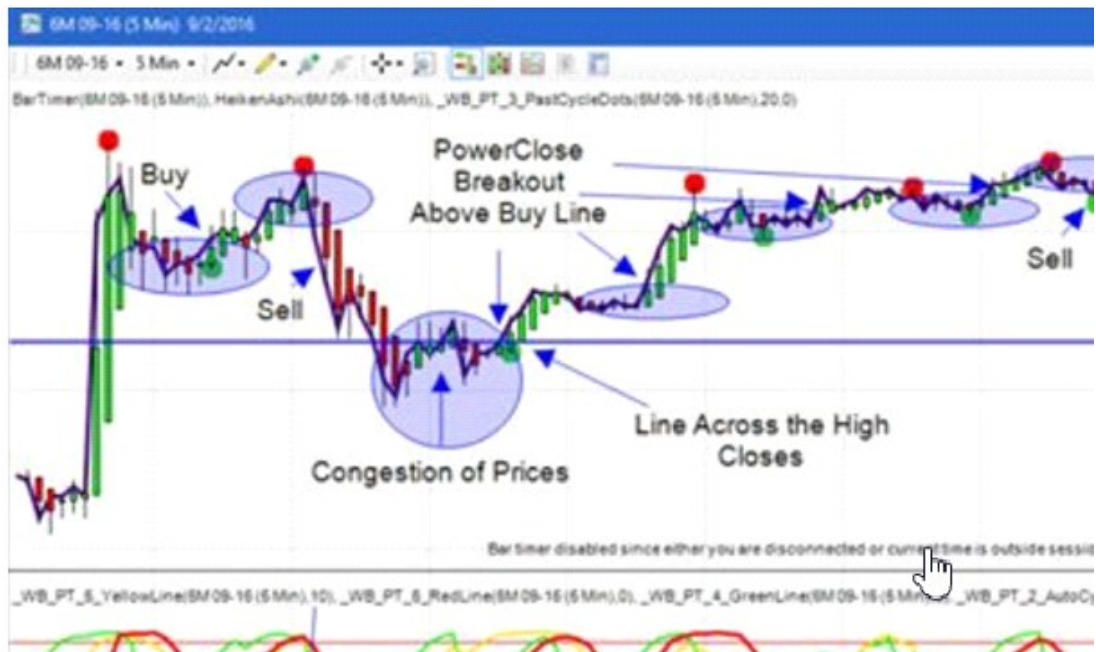 6M 09-16 (5 Min) 9/2/2016
6M 09-16 5 Min
BarTimer(6M 09-16 (5 Min)), HeikenAshi(6M 09-16 (5 Min)), _WB_PT_3_PastCycleDots(6M 09-16 (5 Min),20,0)
PowerClose
Breakout
Above Buy Line
Buy
Sell
Sell
Line Across the High
Closes
Congestion of Prices
Bar timer disabled since either you are disconnected or current time is outside sessio
_WB_PT_5_YellowLine(6M 09-16 (5 Min),10), _WB_PT_6_RedLine(6M 09-16 (5 Min),0), _WB_PT_4_GreenLine(6M 09-16 (5 Min), _WB_PT_2_AutoCy